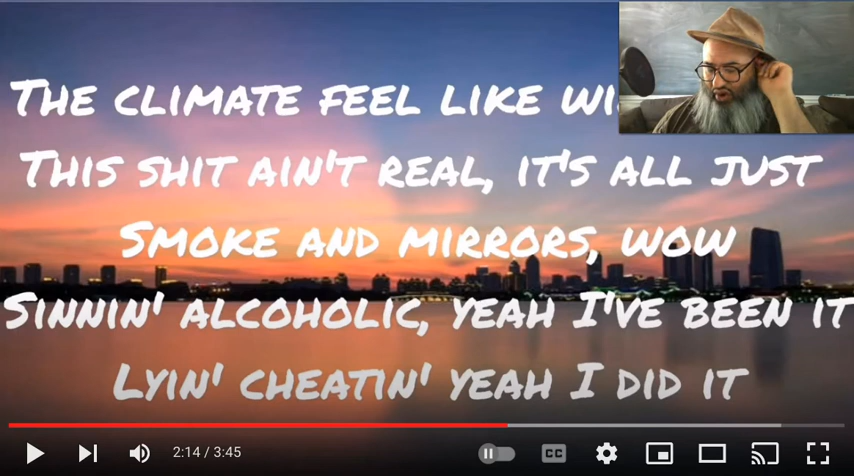 The climate feel like
This shit ain't real, it's all just
Smoke and mirrors, wow
Sinnin' alcoholic, yeah I've been it
Lyin' cheatin' yeah I did it
2:14 / 3:45
CC